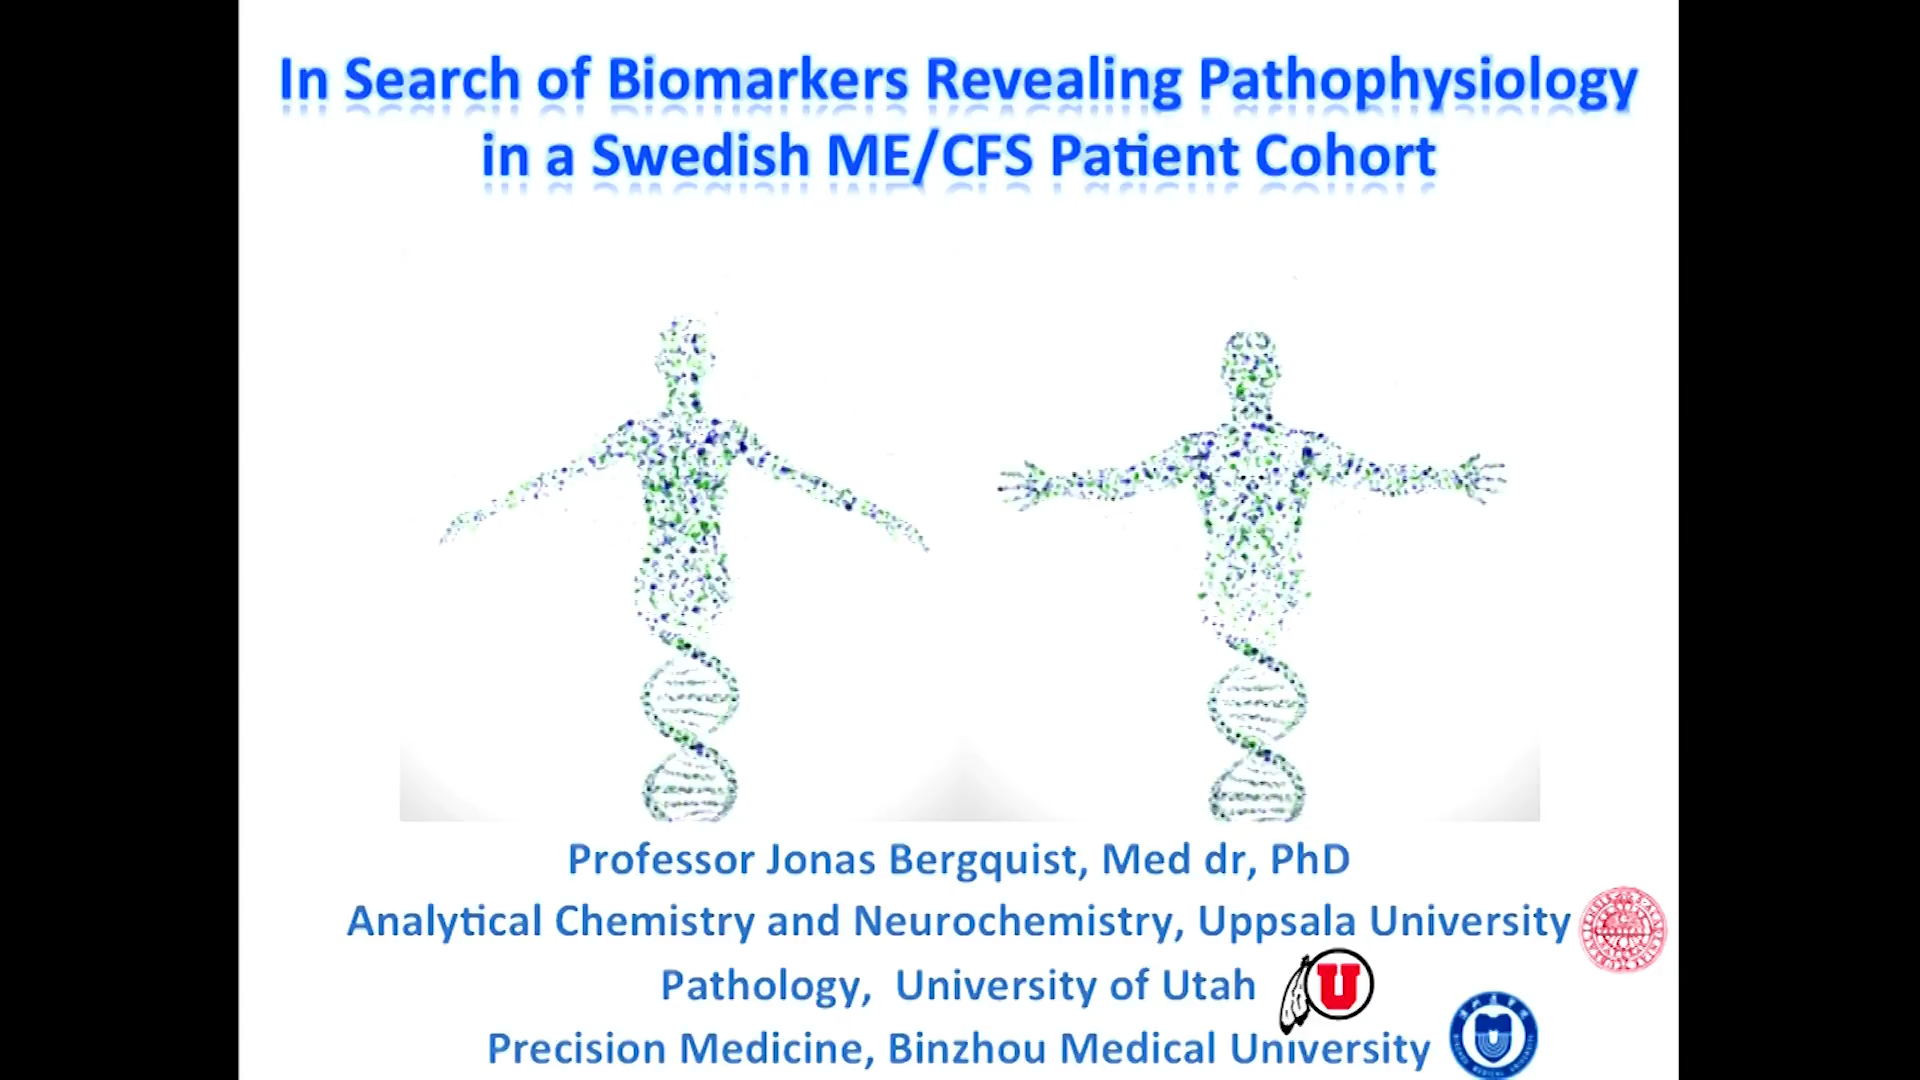 In Search of Biomarkers Revealing Pathophysiology
in a Swedish ME/CFS Patient Cohort
Professor Jonas Bergquist, Med dr, PhD
Analytical Chemistry and Neurochemistry, Uppsala University
Pathology, University of Utah
U
Precision Medicine, Binzhou Medical University